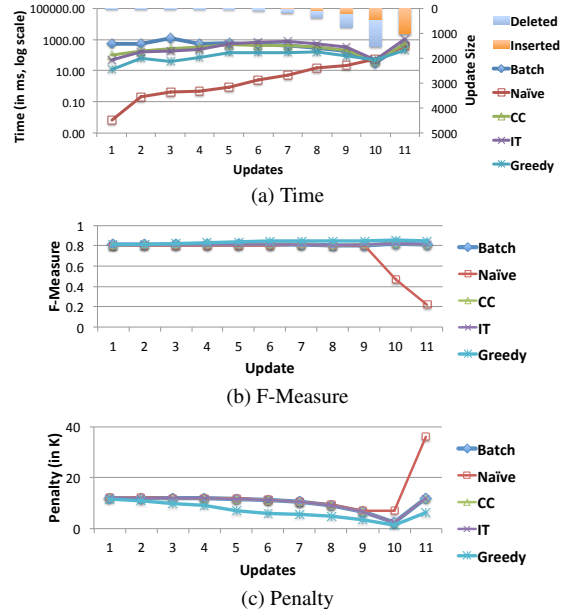 100000.00
1000.00
10.00
0.10
0.00
Time (in ms, log scale)
0
1000
2000
3000
4000
5000
Update Size
1 2 3 4 5 6 7 8 9 10 11
Updates
Deleted
Inserted
Batch
Naïve
CC
IT
Greedy
(a) Time
1
0.8
0.6
0.4
0.2
0
F-Measure
1 2 3 4 5 6 7 8 9 10 11
Update
Batch
Naïve
CC
IT
Greedy
(b) F-Measure
40
20
0
Penalty (in K)
1 2 3 4 5 6 7 8 9 10 11
Updates
Batch
Naïve
CC
IT
Greedy
(c) Penalty